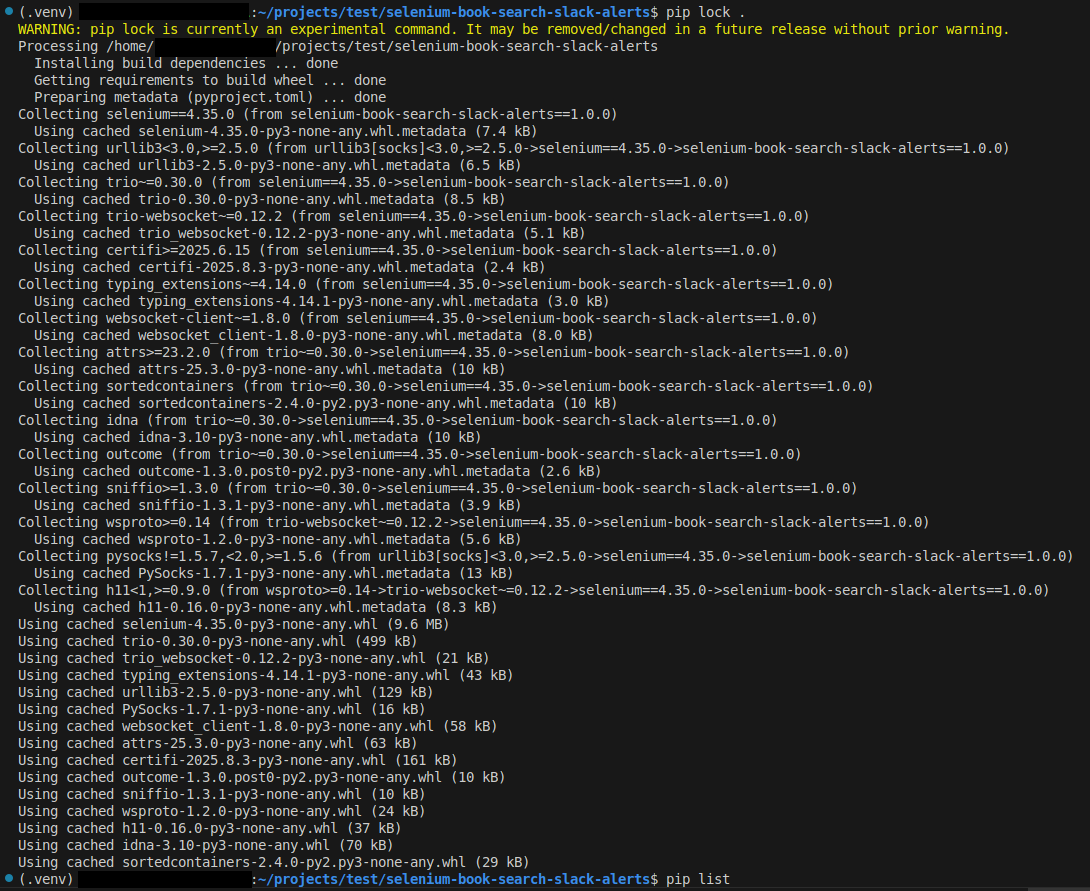 (.venv) :~/projects/test/selenium-book-search-slack-alerts$ pip lock .
WARNING: pip lock is currently an experimental command. It may be removed/changed in a future release without prior warning.
Processing /home/ /projects/test/selenium-book-search-slack-alerts
Installing build dependencies ... done
Getting requirements to build wheel ... done
Preparing metadata (pyproject.toml) ... done
Collecting selenium==4.35.0 (from selenium-book-search-slack-alerts==1.0.0)
Using cached selenium-4.35.0-py3-none-any.whl.metadata (7.4 kB)
Collecting urllib3<3.0,>=2.5.0 (from urllib3[socks]<3.0,>=2.5.0->selenium==4.35.0->selenium-book-search-slack-alerts==1.0.0)
Using cached urllib3-2.5.0-py3-none-any.whl.metadata (6.5 kB)
Collecting trio~=0.30.0 (from selenium==4.35.0->selenium-book-search-slack-alerts==1.0.0)
Using cached trio-0.30.0-py3-none-any.whl.metadata (8.5 kB)
Collecting trio-websocket~=0.12.2 (from selenium==4.35.0->selenium-book-search-slack-alerts==1.0.0)
Using cached trio_websocket-0.12.2-py3-none-any.whl.metadata (5.1 kB)
Collecting certifi>=2025.6.15 (from selenium==4.35.0->selenium-book-search-slack-alerts==1.0.0)
Using cached certifi-2025.8.3-py3-none-any.whl.metadata (2.4 kB)
Collecting typing_extensions~=4.14.0 (from selenium==4.35.0->selenium-book-search-slack-alerts==1.0.0)
Using cached typing_extensions-4.14.1-py3-none-any.whl.metadata (3.0 kB)
Collecting websocket-client~=1.8.0 (from selenium==4.35.0->selenium-book-search-slack-alerts==1.0.0)
Using cached websocket_client-1.8.0-py3-none-any.whl.metadata (8.0 kB)
Collecting attrs>=23.2.0 (from trio~=0.30.0->selenium==4.35.0->selenium-book-search-slack-alerts==1.0.0)
Using cached attrs-25.3.0-py3-none-any.whl.metadata (10 kB)
Collecting sortedcontainers (from trio~=0.30.0->selenium==4.35.0->selenium-book-search-slack-alerts==1.0.0)
Using cached sortedcontainers-2.4.0-py2.py3-none-any.whl.metadata (10 kB)
Collecting idna (from trio~=0.30.0->selenium==4.35.0->selenium-book-search-slack-alerts==1.0.0)
Using cached idna-3.10-py3-none-any.whl.metadata (10 kB)
Collecting outcome (from trio~=0.30.0->selenium==4.35.0->selenium-book-search-slack-alerts==1.0.0)
Using cached outcome-1.3.0.post0-py2.py3-none-any.whl.metadata (2.6 kB)
Collecting sniffio>=1.3.0 (from trio~=0.30.0->selenium==4.35.0->selenium-book-search-slack-alerts==1.0.0)
Using cached sniffio-1.3.1-py3-none-any.whl.metadata (3.9 kB)
Collecting wsproto>=0.14 (from trio-websocket~=0.12.2->selenium==4.35.0->selenium-book-search-slack-alerts==1.0.0)
Using cached wsproto-1.2.0-py3-none-any.whl.metadata (5.6 kB)
Collecting pysocks!=1.5.7,<2.0,>=1.5.6 (from urllib3[socks]<3.0,>=2.5.0->selenium==4.35.0->selenium-book-search-slack-alerts==1.0.0)
Using cached PySocks-1.7.1-py3-none-any.whl.metadata (13 kB)
Collecting h11<1,>=0.9.0 (from wsproto>=0.14->trio-websocket~=0.12.2->selenium==4.35.0->selenium-book-search-slack-alerts==1.0.0)
Using cached h11-0.16.0-py3-none-any.whl.metadata (8.3 kB)
Using cached selenium-4.35.0-py3-none-any.whl (9.6 MB)
Using cached trio-0.30.0-py3-none-any.whl (499 kB)
Using cached trio_websocket-0.12.2-py3-none-any.whl (21 kB)
Using cached typing_extensions-4.14.1-py3-none-any.whl (43 kB)
Using cached urllib3-2.5.0-py3-none-any.whl (129 kB)
Using cached PySocks-1.7.1-py3-none-any.whl (16 kB)
Using cached websocket_client-1.8.0-py3-none-any.whl (58 kB)
Using cached attrs-25.3.0-py3-none-any.whl (63 kB)
Using cached certifi-2025.8.3-py3-none-any.whl (161 kB)
Using cached outcome-1.3.0.post0-py2.py3-none-any.whl (10 kB)
Using cached sniffio-1.3.1-py3-none-any.whl (10 kB)
Using cached wsproto-1.2.0-py3-none-any.whl (24 kB)
Using cached h11-0.16.0-py3-none-any.whl (37 kB)
Using cached idna-3.10-py3-none-any.whl (70 kB)
Using cached sortedcontainers-2.4.0-py2.py3-none-any.whl (29 kB)
(.venv) :~/projects/test/selenium-book-search-slack-alerts$ pip list